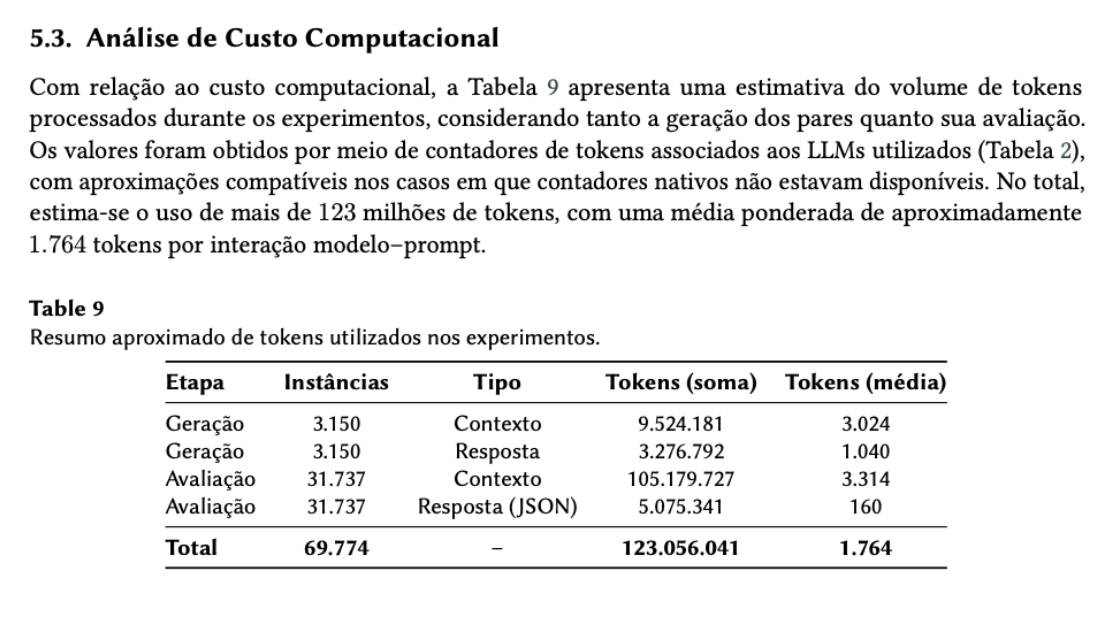 5.3. Análise de Custo Computacional
Com relação ao custo computacional, a Tabela 9 apresenta uma estimativa do volume de tokens
processados durante os experimentos, considerando tanto a geração dos pares quanto sua avaliação.
Os valores foram obtidos por meio de contadores de tokens associados aos LLMs utilizados (Tabela 2),
com aproximações compatíveis nos casos em que contadores nativos não estavam disponíveis. No total,
estima-se o uso de mais de 123 milhões de tokens, com uma média ponderada de aproximadamente
1.764 tokens por interação modelo–prompt.
Table 9
Resumo aproximado de tokens utilizados nos experimentos.
Etapa Instâncias Tipo Tokens (soma) Tokens (média)
Geração 3.150 Contexto 9.524.181 3.024
Geração 3.150 Resposta 3.276.792 1.040
Avaliação 31.737 Contexto 105.179.727 3.314
Avaliação 31.737 Resposta (JSON) 5.075.341 160
Total 69.774 – 123.056.041 1.764